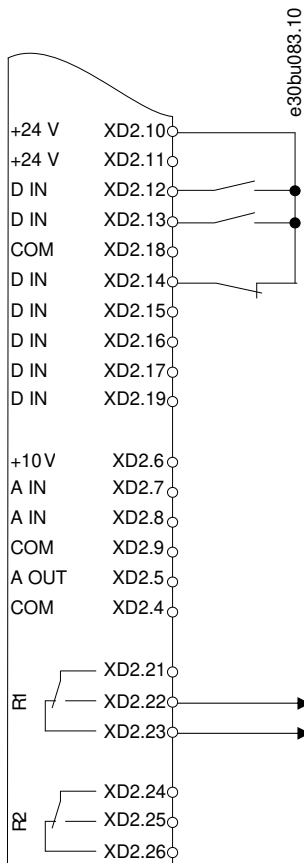 e30bu083.10
+24 V XD2.10
+24 V XD2.11
D IN XD2.12
D IN XD2.13
COM XD2.18
D IN XD2.14
D IN XD2.15
D IN XD2.16
D IN XD2.17
D IN XD2.19
+10 V XD2.6
A IN XD2.7
A IN XD2.8
COM XD2.9
A OUT XD2.5
COM XD2.4
R1
XD2.21
XD2.22
XD2.23
R2
XD2.24
XD2.25
XD2.26